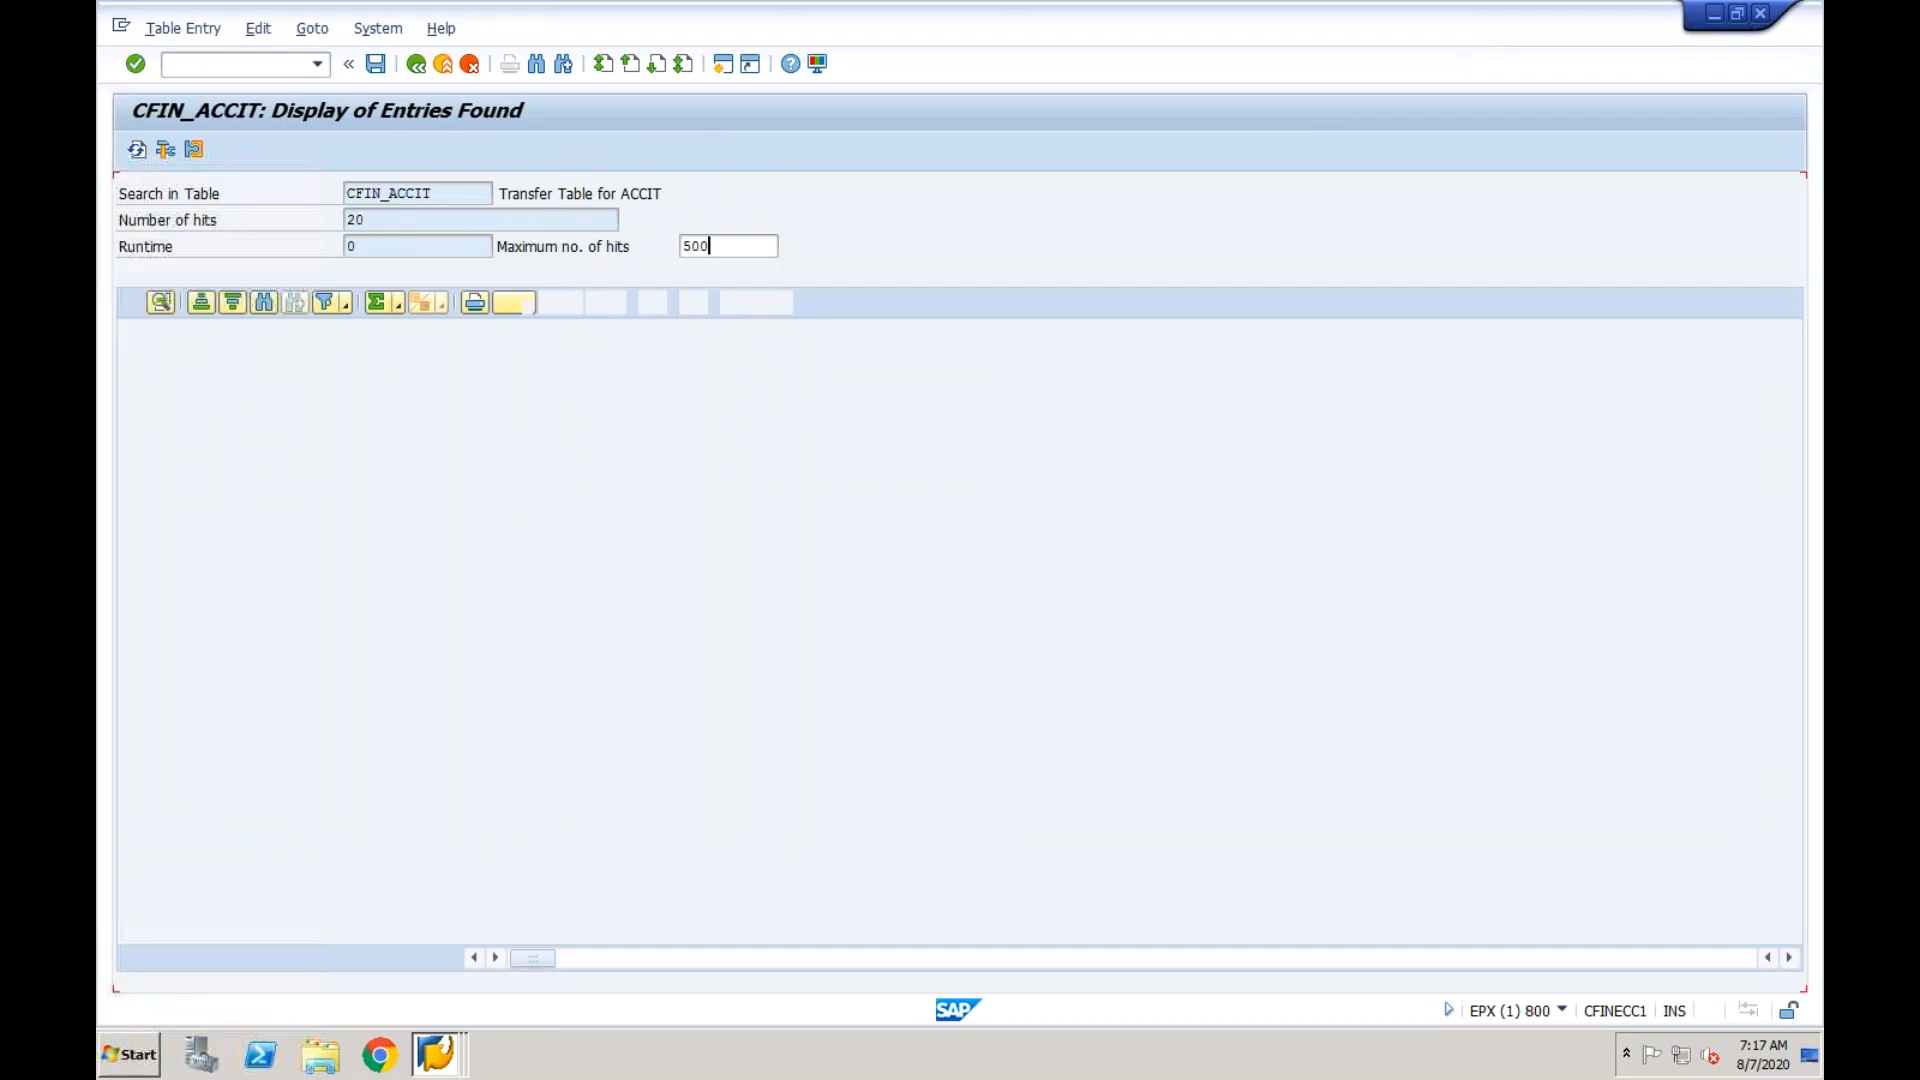 Table Entry Edit Goto System Help
CFIN_ACCIT: Display of Entries Found
Search in Table CFIN_ACCIT Transfer Table for ACCIT
Number of hits 20
Runtime 0 Maximum no. of hits 500
SAP EPX (1) 800 CFINECC1 INS
Start 7:17 AM
8/7/2020